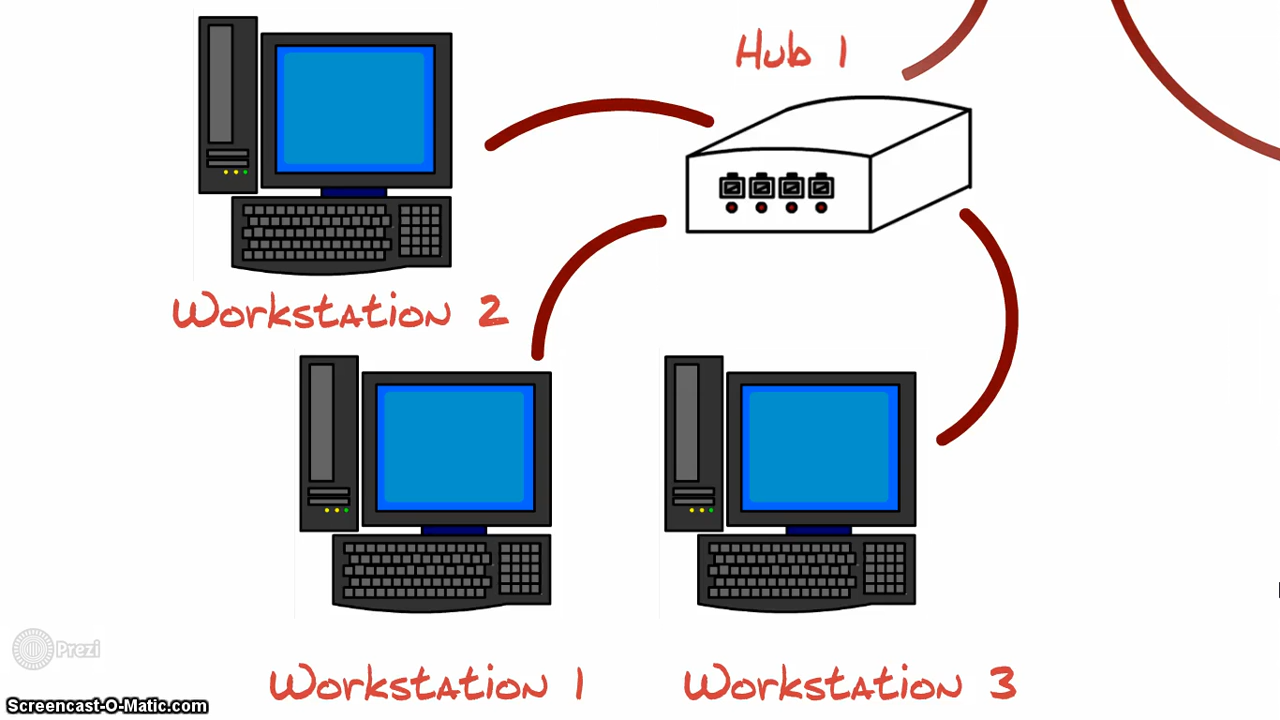 Hub 1
Workstation 2
Workstation 1
Workstation 3
Prezi
Screencast-O-Matic.com